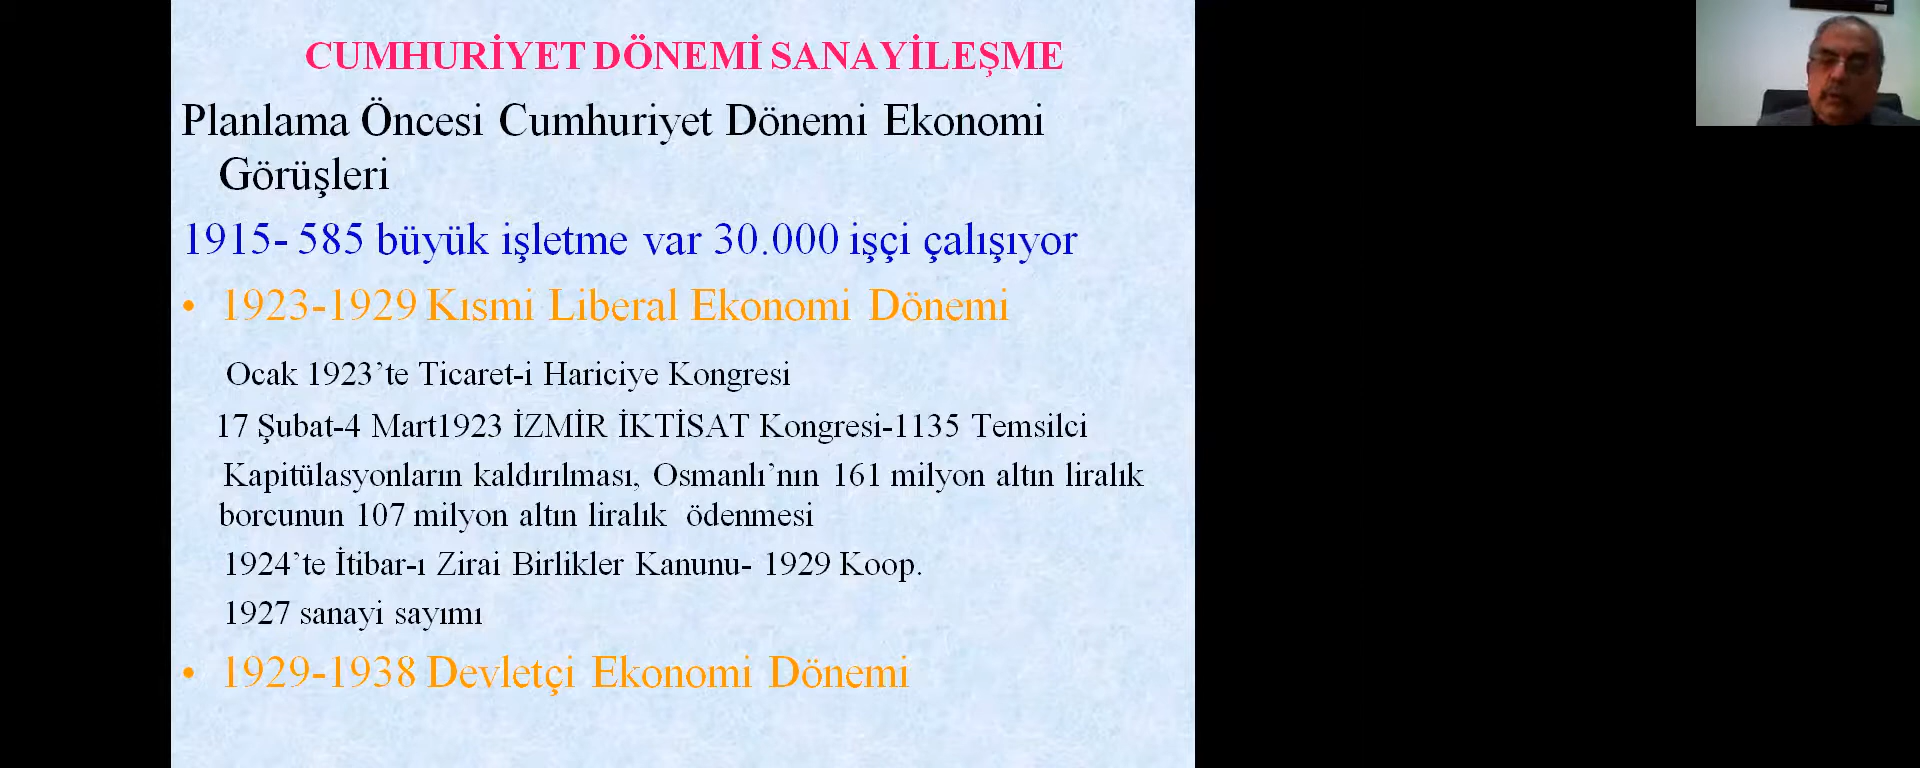 CUMHURİYET DÖNEMİ SANAYİLEŞME
Planlama Öncesi Cumhuriyet Dönemi Ekonomi
Görüşleri
1915- 585 büyük işletme var 30.000 işçi çalışıyor
• 1923-1929 Kısmi Liberal Ekonomi Dönemi
Ocak 1923’te Ticaret-i Hariciye Kongresi
17 Şubat-4 Mart1923 İZMİR İKTİSAT Kongresi-1135 Temsilci
Kapitülasyonların kaldırılması, Osmanlı’nın 161 milyon altın liralık
borcunun 107 milyon altın liralık ödenmesi
1924’te İtibar-ı Zirai Birlikler Kanunu- 1929 Koop.
1927 sanayi sayımı
• 1929-1938 Devletçi Ekonomi Dönemi